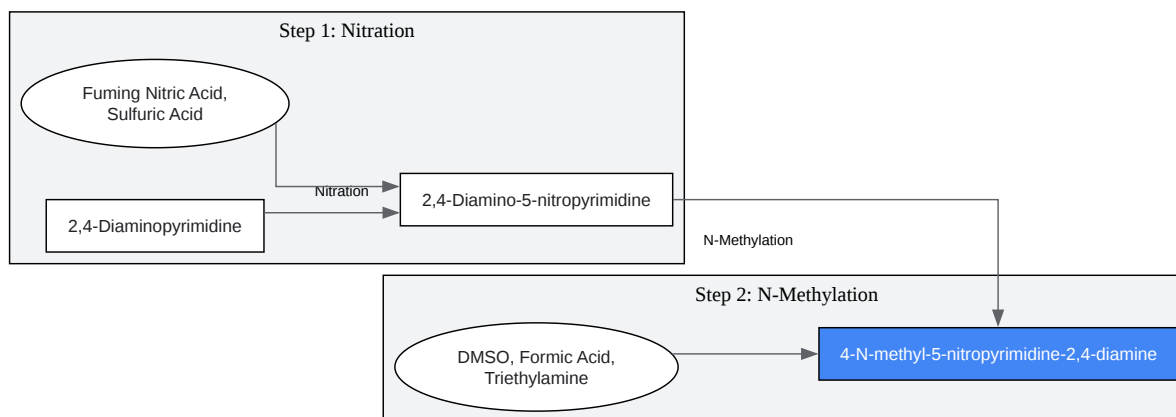 Step 1: Nitration
Fuming Nitric Acid,
Sulfuric Acid
Nitration
2,4-Diamino-5-nitropyrimidine
2,4-Diaminopyrimidine
N-Methylation
Step 2: N-Methylation
DMSO, Formic Acid,
Triethylamine
4-N-methyl-5-nitropyrimidine-2,4-diamine